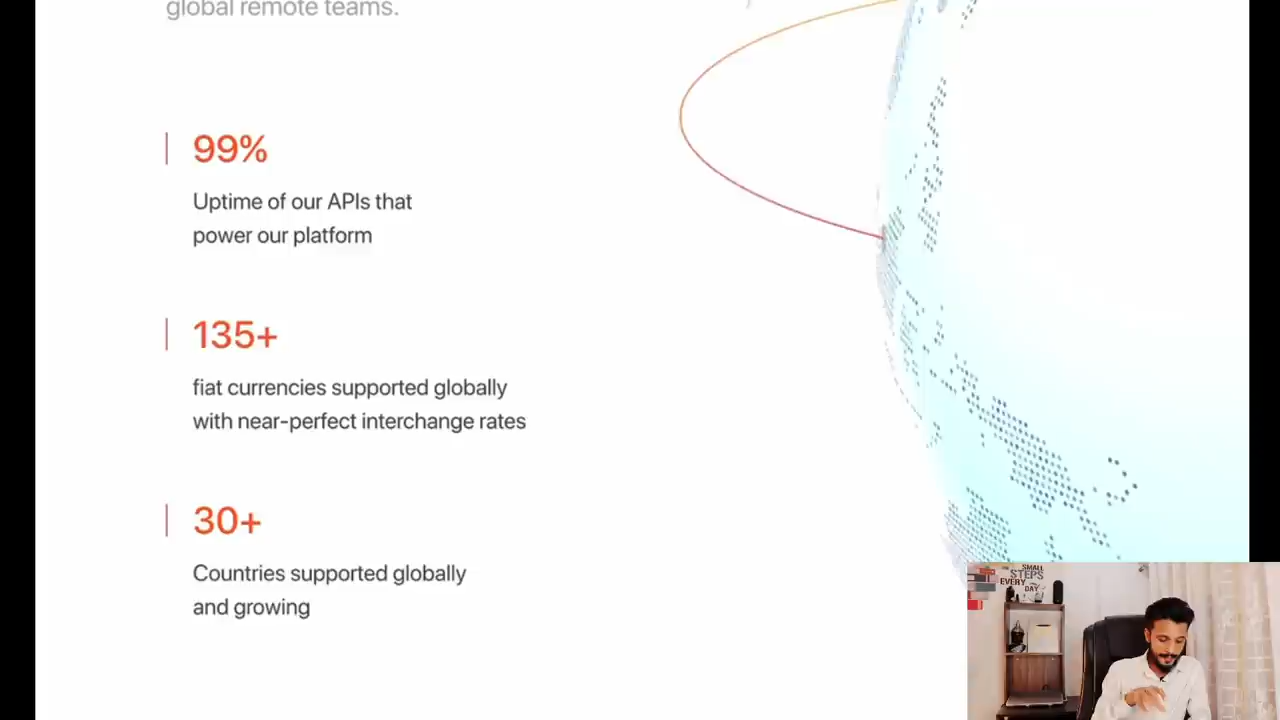 global remote teams.
99%
Uptime of our APIs that
power our platform
135+
fiat currencies supported globally
with near-perfect interchange rates
30+
Countries supported globally
and growing
SMALL
STEPS
EVERY
DAY